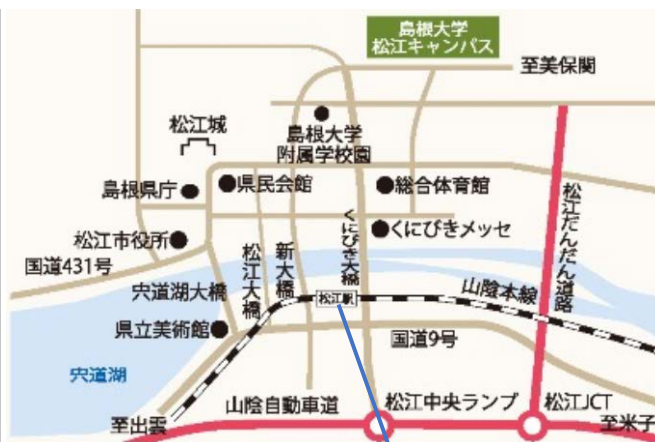 島根大学
松江キャンパス
至美保関
松江城
島根大学
附属学校園
島根県庁
県民会館
総合体育館
松江市役所
くにびきメッセ
国道431号
宍道湖大橋
松江大橋
新大橋
くにびき大橋
松江だんだん道路
松江駅
山陰本線
県立美術館
国道9号
宍道湖
山陰自動車道
松江中央ランプ
松江JCT
至出雲
至米子